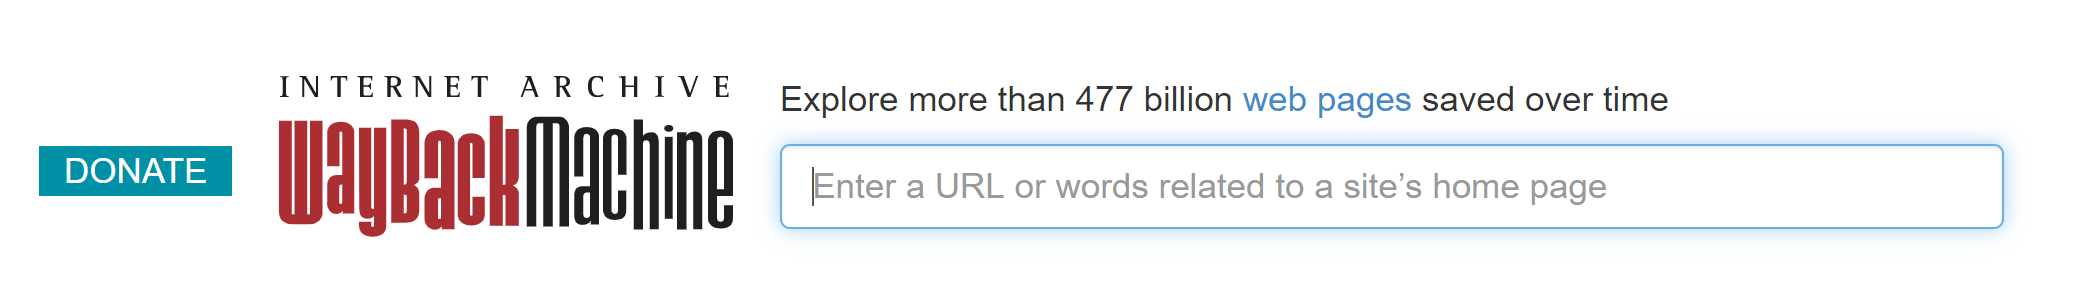 DONATE
INTERNET ARCHIVE
WayBackMachine
Explore more than 477 billion web pages saved over time
Enter a URL or words related to a site’s home page